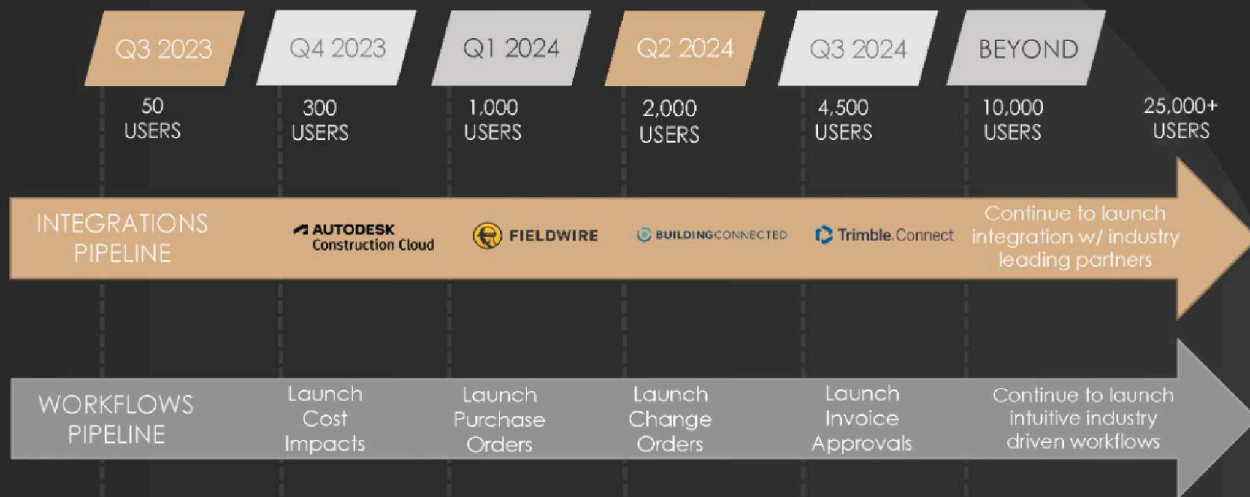 Q3 2023
Q4 2023
Q1 2024
Q2 2024
Q3 2024
BEYOND
50
USERS
300
USERS
1,000
USERS
2,000
USERS
4,500
USERS
10,000
USERS
25,000+
USERS
INTEGRATIONS
PIPELINE
AUTODESK
Construction Cloud
FIELDWIRE
BUILDINGCONNECTED
Trimble.Connect
Continue to launch
integration w/ industry
leading partners
WORKFLOWS
PIPELINE
Launch
Cost
Impacts
Launch
Purchase
Orders
Launch
Change
Orders
Launch
Invoice
Approvals
Continue to launch
intuitive industry
driven workflows